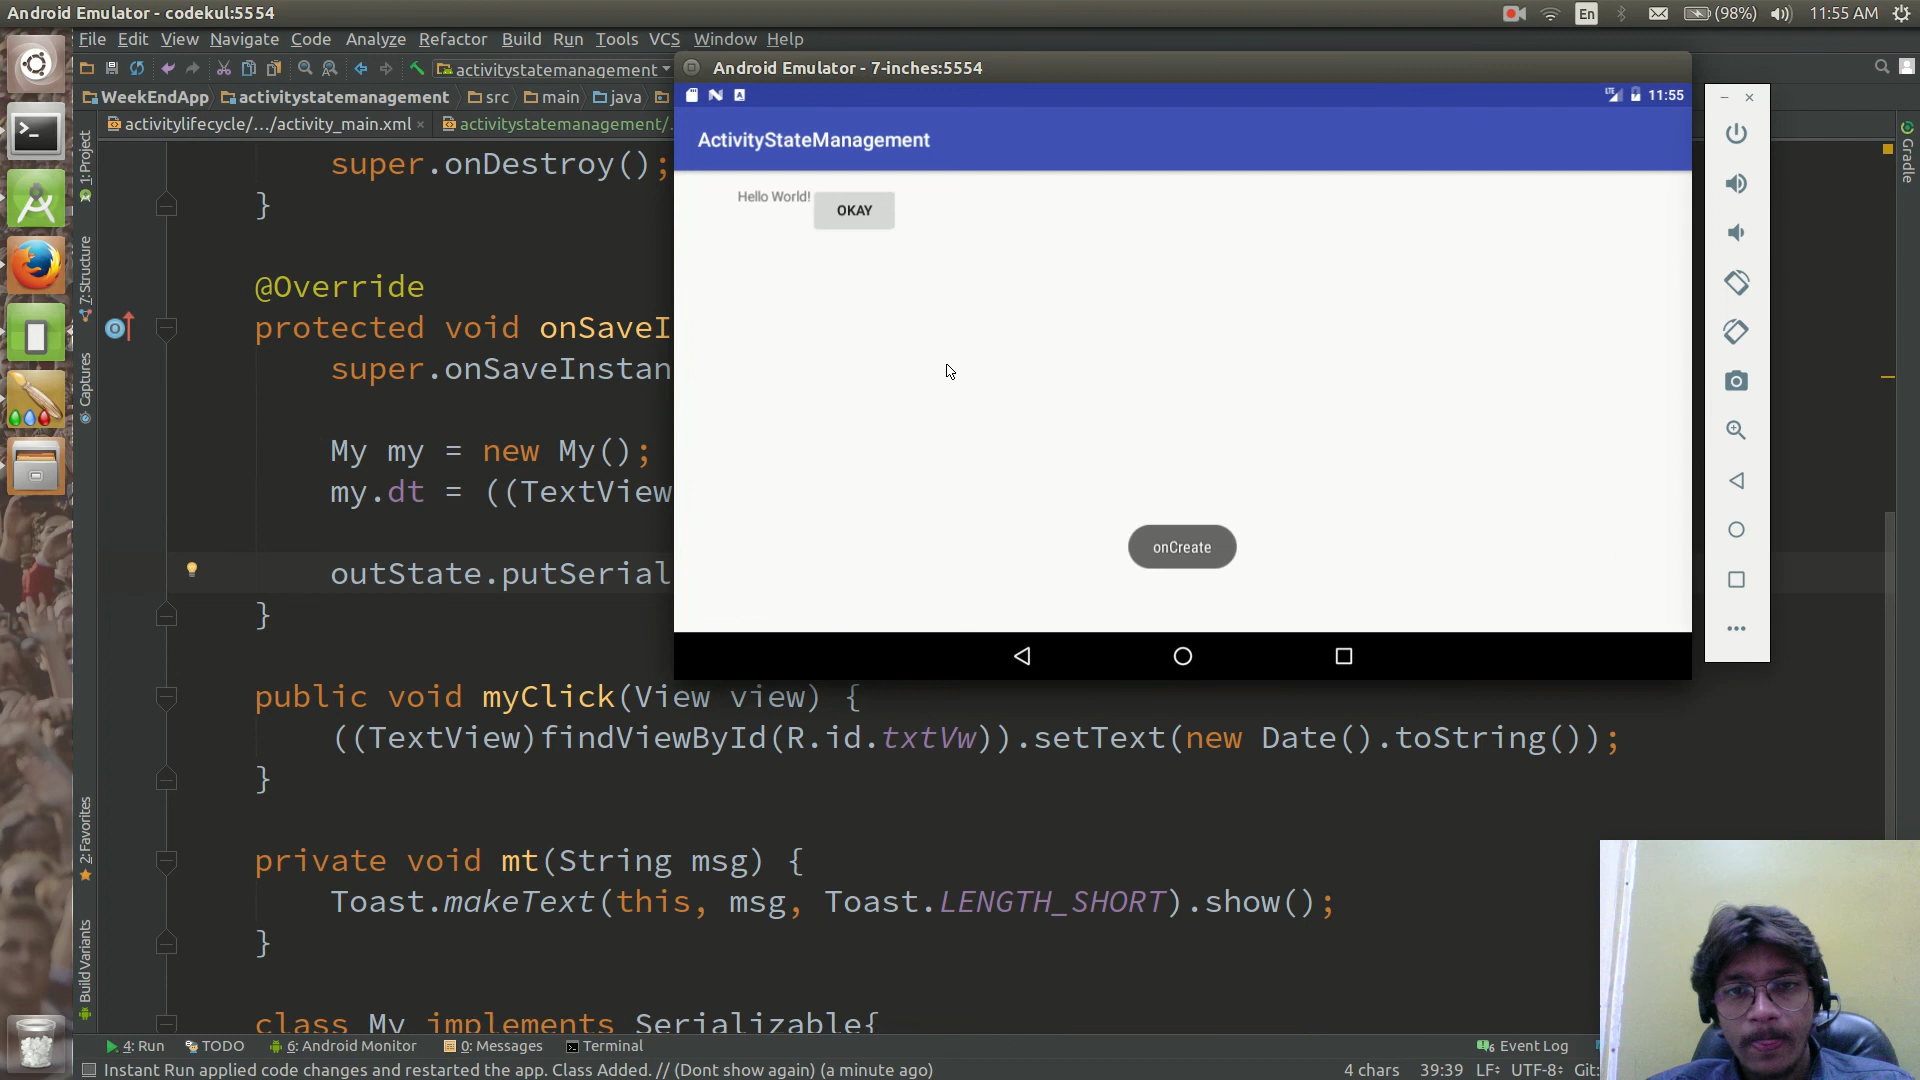 Android Emulator - codekul:5554
En
(98%)
11:55 AM
File Edit View Navigate Code Analyze Refactor Build Run Tools VCS Window Help
activitystatemanagement
WeekEndApp activitystatemanagement src main java
activitylifecycle/.../activity_main.xml
activitystatemanagement/.
1: Project
7: Structure
Captures
2: Favorites
Build Variants
Gradle
super.onDestroy();
}
@Override
protected void onSaveI
super.onSaveInstan
My my = new My();
my.dt = ((TextView
outState.putSerial
}
public void myClick(View view) {
((TextView)findViewById(R.id.txtVw)).setText(new Date().toString());
}
private void mt(String msg) {
Toast.makeText(this, msg, Toast.LENGTH_SHORT).show();
}
class My implements Serializable{
Android Emulator - 7-inches:5554
LTE
11:55
ActivityStateManagement
Hello World!
OKAY
onCreate
4: Run TODO 6: Android Monitor 0: Messages Terminal
6 Event Log
Instant Run applied code changes and restarted the app. Class Added. // (Dont show again) (a minute ago)
4 chars 39:39 LF÷ UTF-8÷ Git: